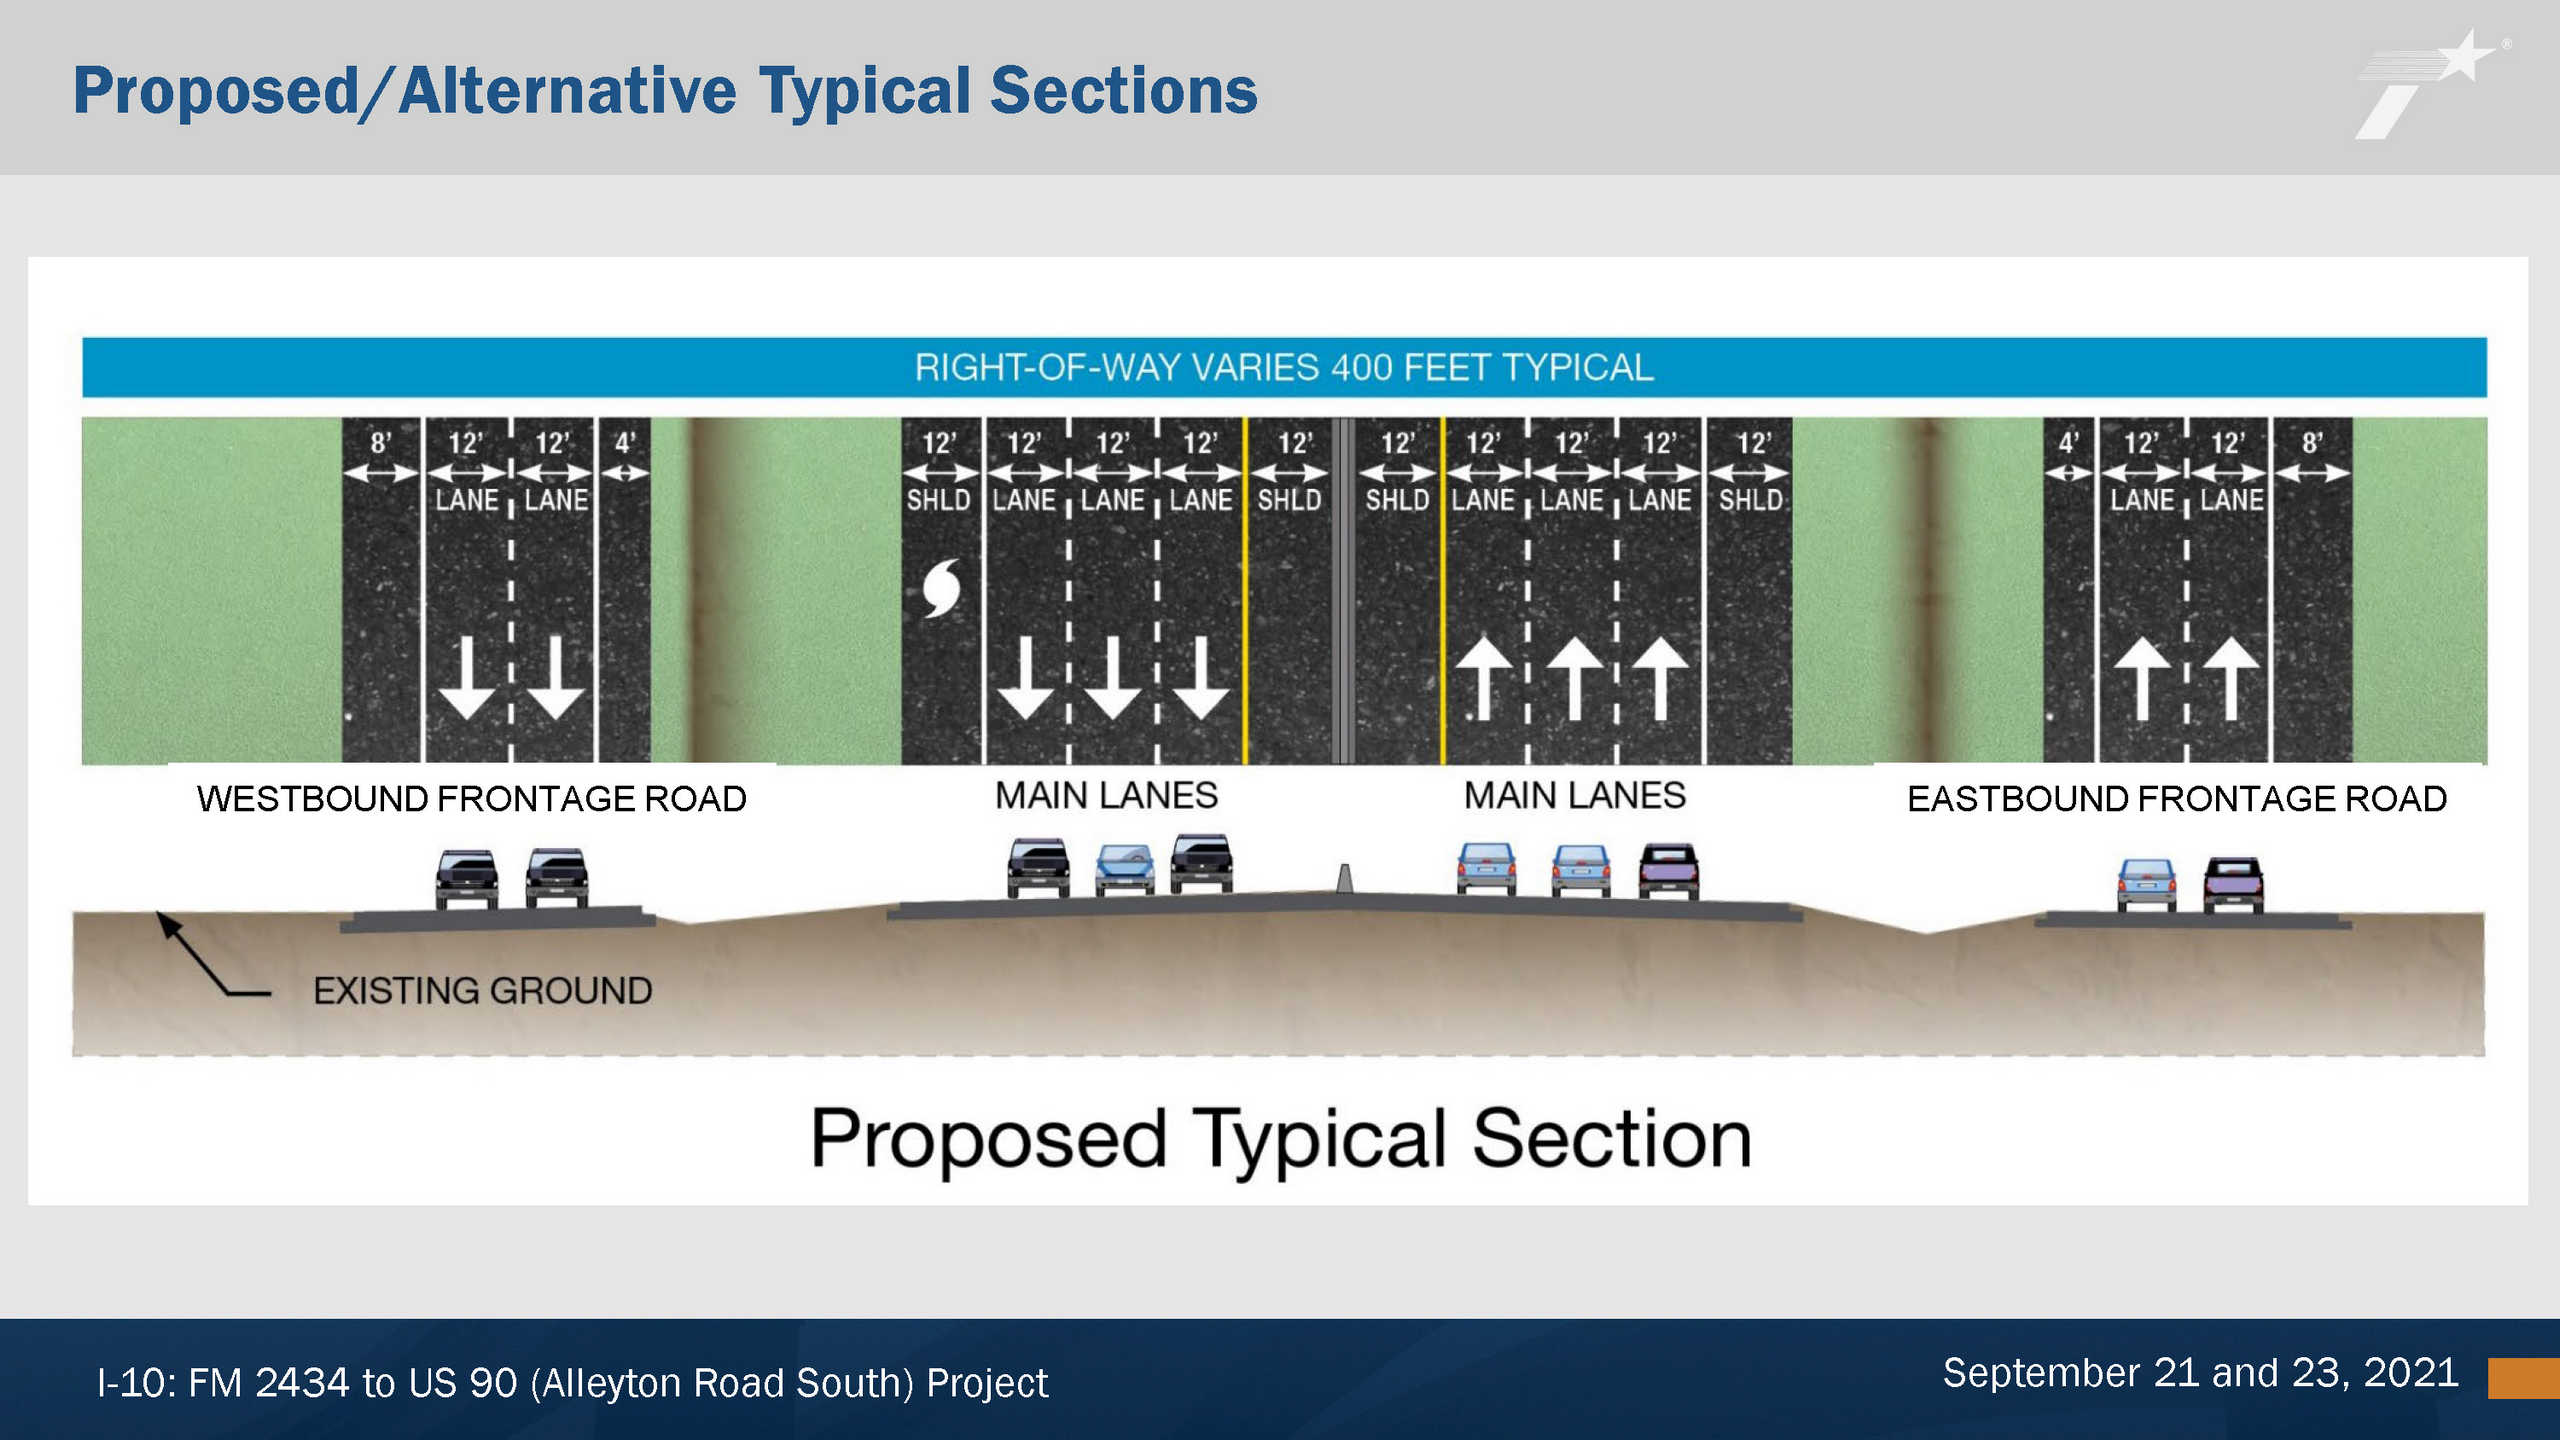 Proposed/Alternative Typical Sections
®
RIGHT-OF-WAY VARIES 400 FEET TYPICAL
8' 12' 12' 4' 12' 12' 12' 12' 12' 12' 12' 12' 12' 12' 4' 12' 12' 8'
LANE LANE SHLD LANE LANE LANE SHLD SHLD LANE LANE LANE SHLD LANE LANE
WESTBOUND FRONTAGE ROAD MAIN LANES MAIN LANES EASTBOUND FRONTAGE ROAD
EXISTING GROUND
Proposed Typical Section
I-10: FM 2434 to US 90 (Alleyton Road South) Project
September 21 and 23, 2021